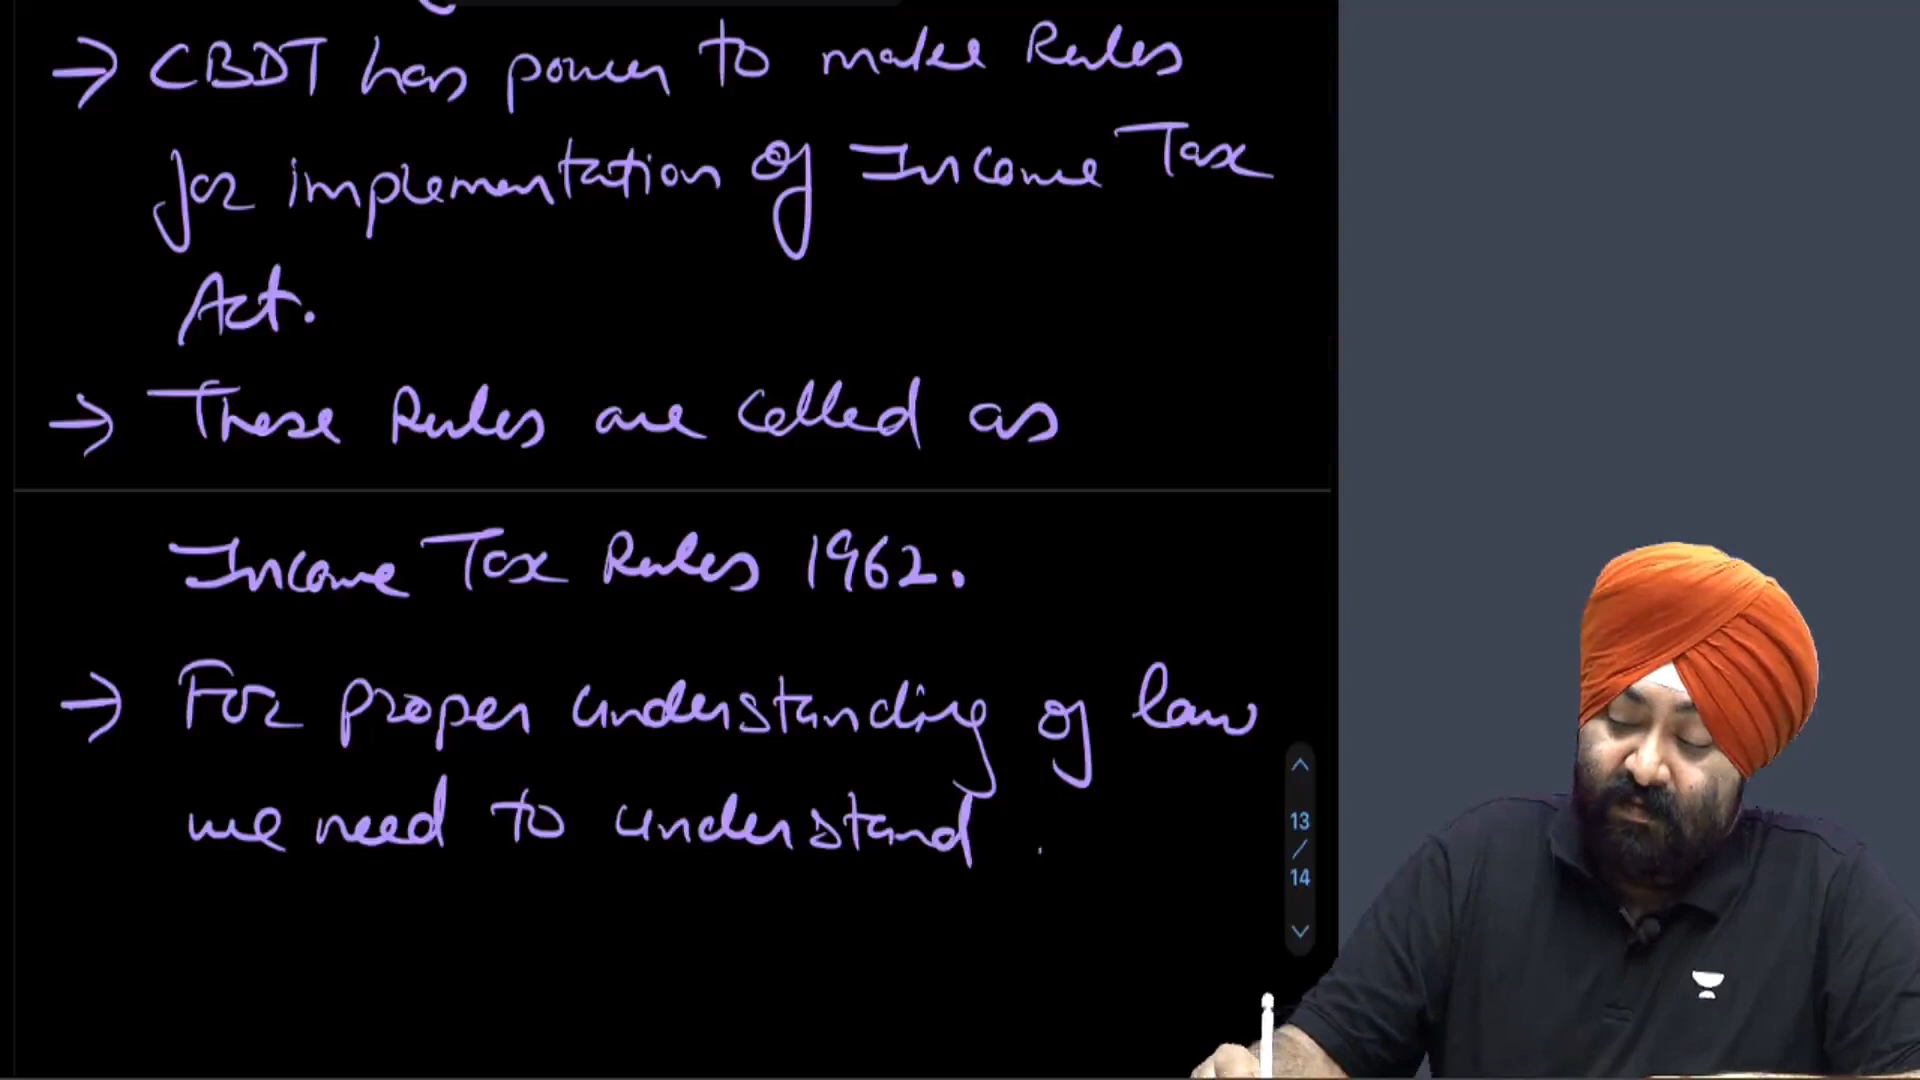 → CBDT has power to make Rules
for implementation of Income Tax
Act.
→ These Rules are called as
Income Tax Rules 1962.
→ For proper understanding of law
we need to understand
13
/
14